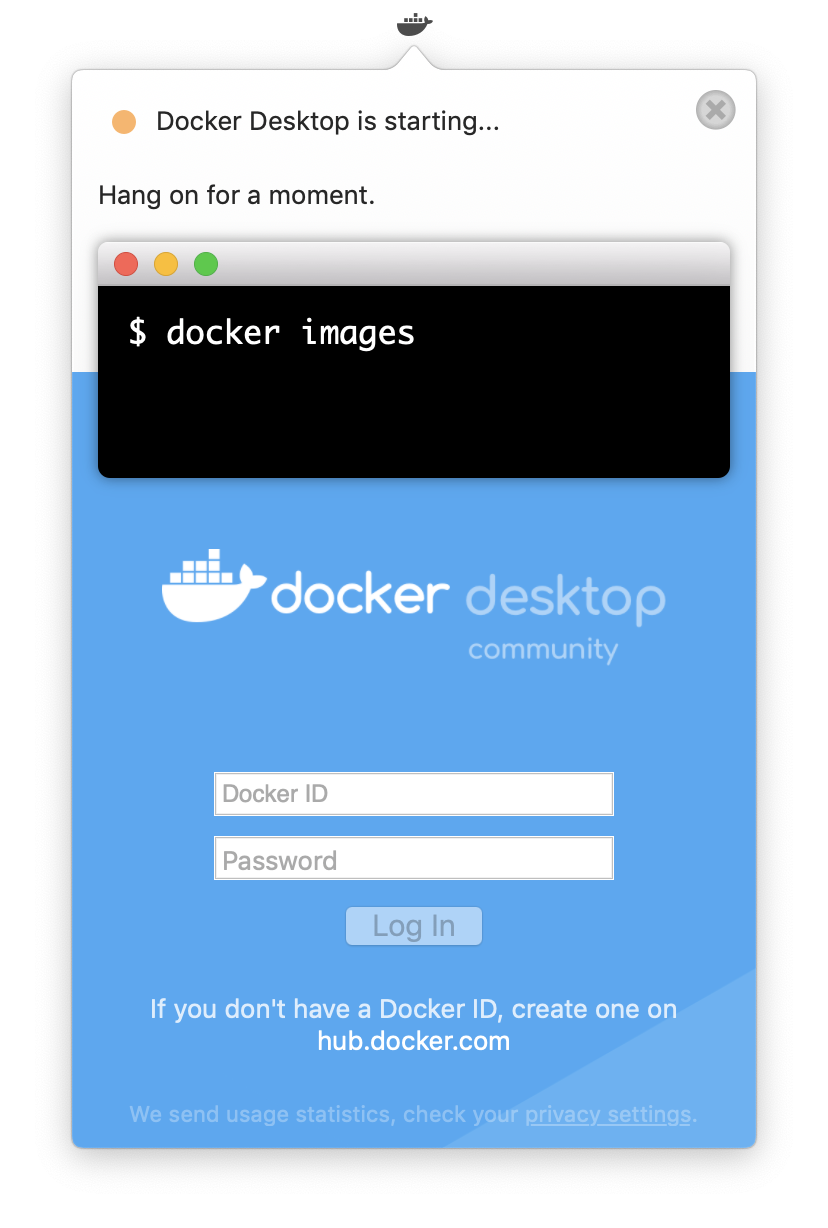 Docker Desktop is starting...
Hang on for a moment.
$ docker images
docker desktop
community
Docker ID
Password
Log In
If you don't have a Docker ID, create one on
hub.docker.com
We send usage statistics, check your privacy settings.